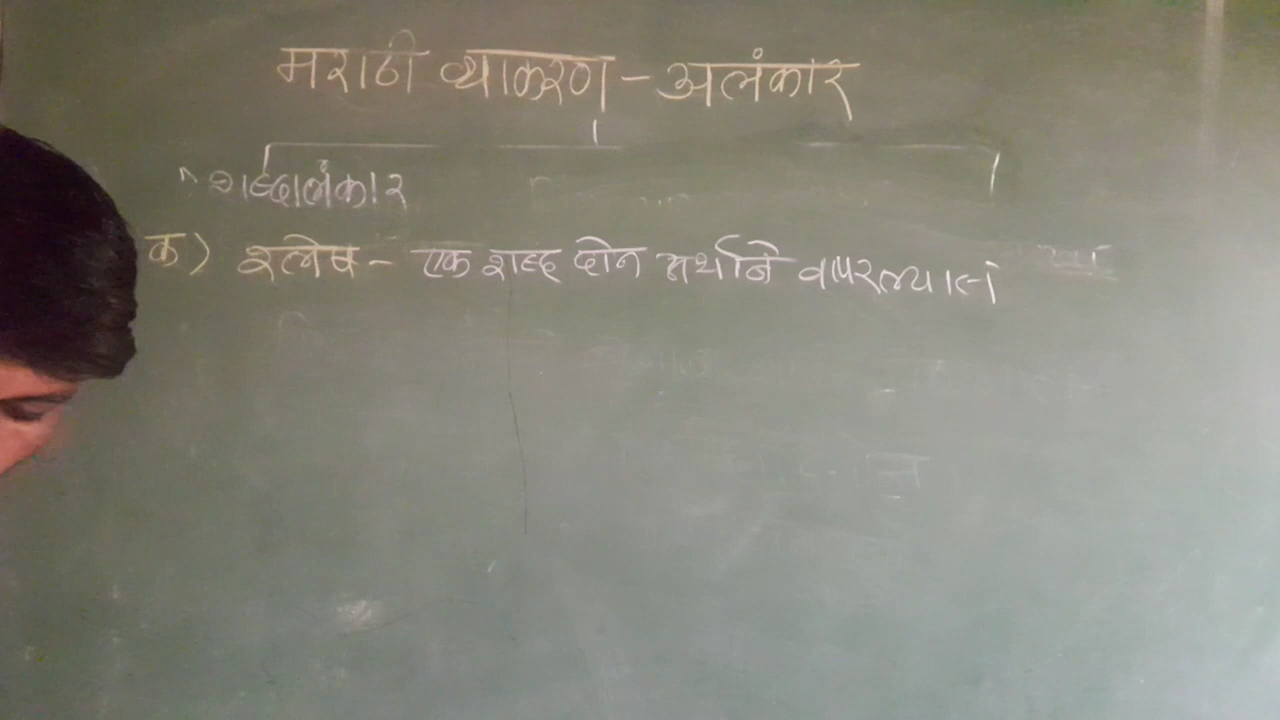 मराठी व्याकरण - अलंकार
शब्दालंकार
क) श्लेष - एक शब्द दोन अर्थाने वापरल्यास